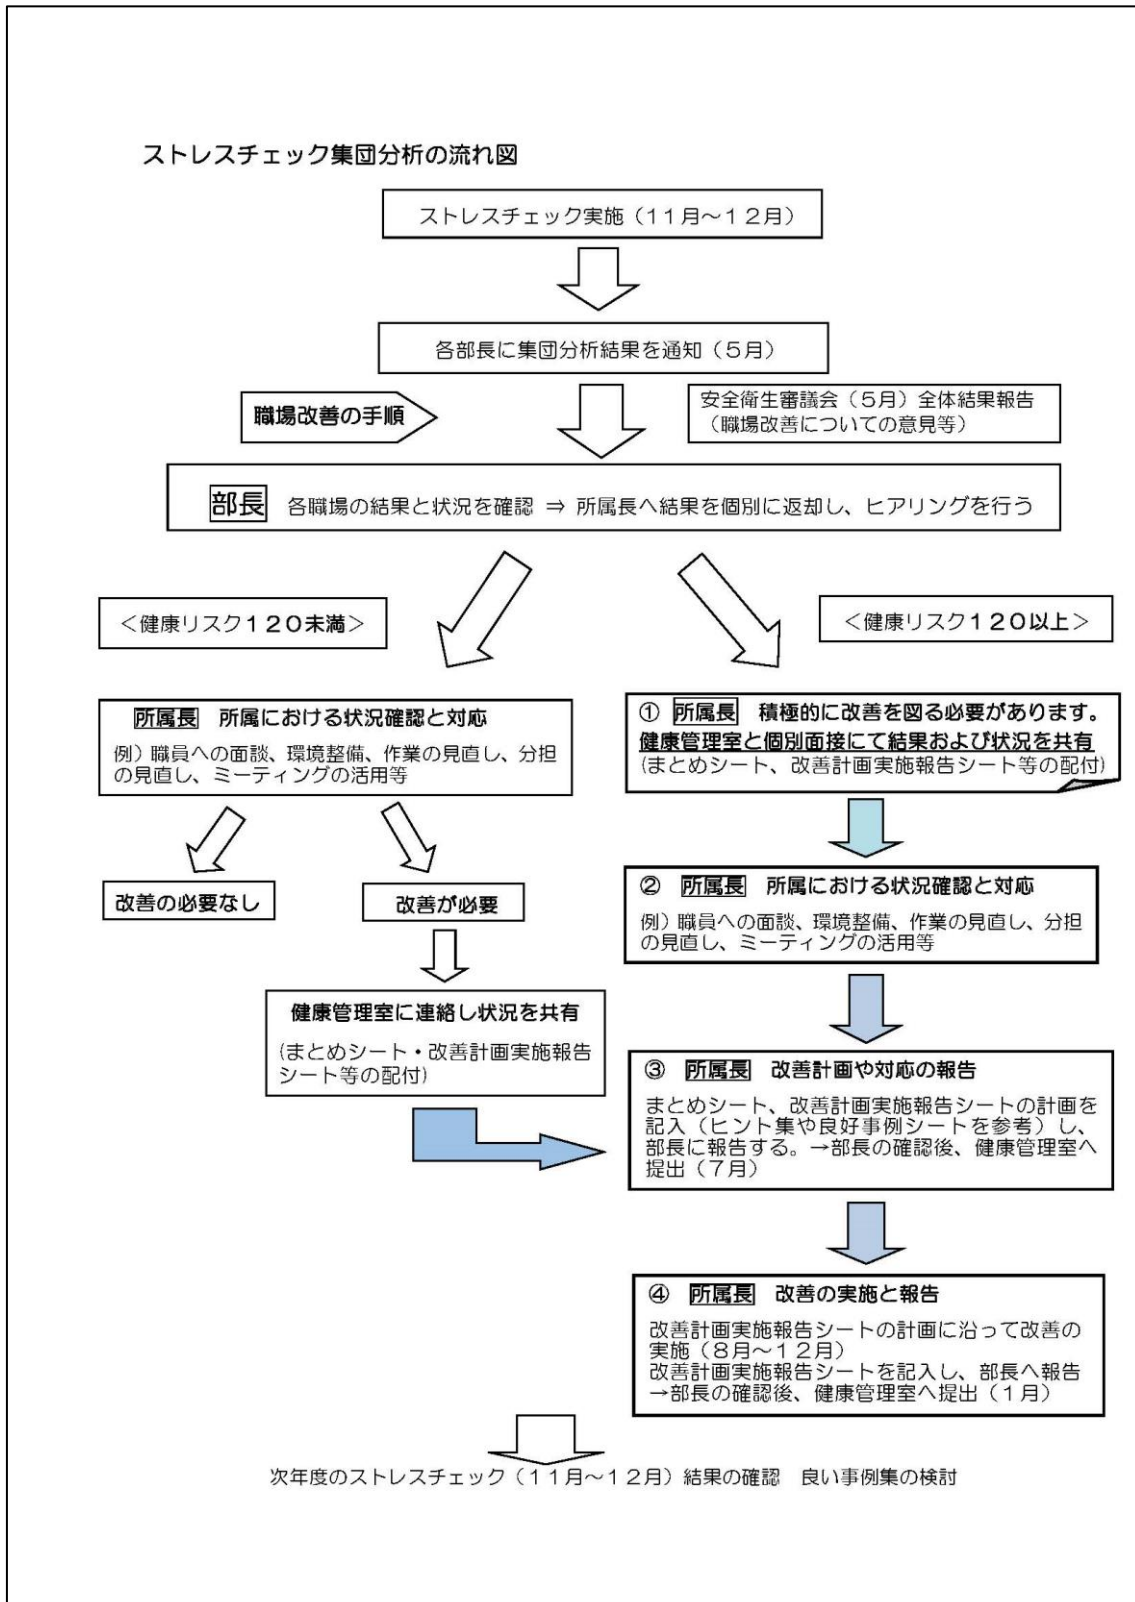 ストレスチェック集団分析の流れ図
ストレスチェック実施（１１月～１２月）
各部長に集団分析結果を通知（５月）
職場改善の手順
安全衛生審議会（５月）全体結果報告
（職場改善についての意見等）
部長 各職場の結果と状況を確認 ⇒ 所属長へ結果を個別に返却し、ヒアリングを行う
＜健康リスク１２０未満＞
＜健康リスク１２０以上＞
所属長 所属における状況確認と対応
例）職員への面談、環境整備、作業の見直し、分担
の見直し、ミーティングの活用等
改善の必要なし
改善が必要
健康管理室に連絡し状況を共有
(まとめシート・改善計画実施報告
シート等の配付)
① 所属長 積極的に改善を図る必要があります。
健康管理室と個別面接にて結果および状況を共有
(まとめシート、改善計画実施報告シート等の配付)
② 所属長 所属における状況確認と対応
例）職員への面談、環境整備、作業の見直し、分担
の見直し、ミーティングの活用等
③ 所属長 改善計画や対応の報告
まとめシート、改善計画実施報告シートの計画を
記入（ヒント集や良好事例シートを参考）し、
部長に報告する。→部長の確認後、健康管理室へ
提出（７月）
④ 所属長 改善の実施と報告
改善計画実施報告シートの計画に沿って改善の
実施（８月～１２月）
改善計画実施報告シートを記入し、部長へ報告
→部長の確認後、健康管理室へ提出（１月）
次年度のストレスチェック（１１月～１２月）結果の確認 良い事例集の検討